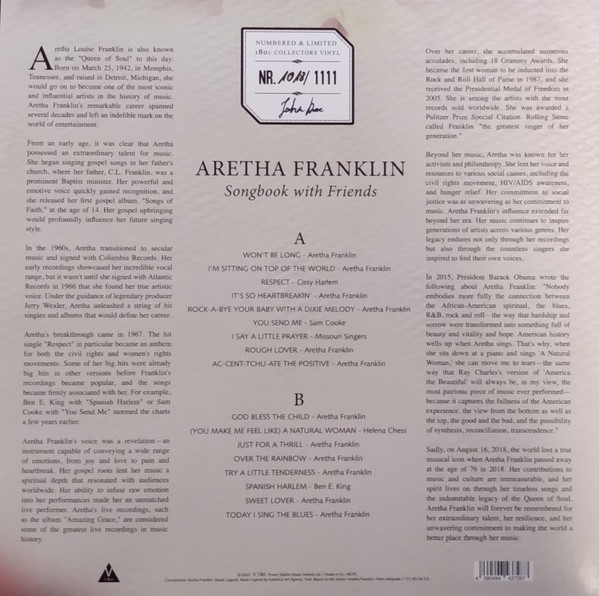 NUMBERED & LIMITED
180G COLLECTORS VINYL
NR. 1018/1111
ARETHA FRANKLIN
Songbook with Friends
Aretha Louise Franklin is also known
as the "Queen of Soul" to this day.
Born on March 25, 1942, in Memphis,
Tennessee, and raised in Detroit, Michigan, she
would go on to become one of the most iconic
and influential artists in the history of music.
Aretha Franklin's remarkable career spanned
several decades and left an indelible mark on the
world of entertainment.
From an early age, it was clear that Aretha
possessed an extraordinary talent for music.
She began singing gospel songs in her father's
church, where her father, C.L. Franklin, was a
prominent Baptist minister. Her powerful and
emotive voice quickly gained recognition, and
she released her first gospel album, "Songs of
Faith," at the age of 14. Her gospel upbringing
would profoundly influence her future singing
style.
In the 1960s, Aretha transitioned to secular
music and signed with Columbia Records. Her
early recordings showcased her incredible vocal
range, but it wasn't until she signed with Atlantic
Records in 1966 that she found her true artistic
voice. Under the guidance of legendary producer
Jerry Wexler, Aretha unleashed a string of hit
singles and albums that would define her career.
Aretha's breakthrough came in 1967. The hit
single "Respect" in particular became an anthem
for both the civil rights and women's rights
movements. Some of her big hits were already
big hits in other versions before Franklin's
recordings became popular, and the songs
became firmly associated with her. For example,
Ben E. King with "Spanish Harlem" or Sam
Cooke with "You Send Me" stormed the charts
a few years earlier.
Aretha Franklin's voice was a revelation—an
instrument capable of conveying a wide range
of emotions, from joy and love to pain and
heartbreak. Her gospel roots lent her music a
spiritual depth that resonated with audiences
worldwide. Her ability to infuse raw emotion
into her performances made her an unmatched
live performer. Aretha's live recordings, such
as the album "Amazing Grace," are considered
some of the greatest live recordings in music
history.
A
WON'T BE LONG - Aretha Franklin
I'M SITTING ON TOP OF THE WORLD - Aretha Franklin
RESPECT - Cissy Harlem
IT'S SO HEARTBREAKIN' - Aretha Franklin
ROCK-A-BYE YOUR BABY WITH A DIXIE MELODY - Aretha Franklin
YOU SEND ME - Sam Cooke
I SAY A LITTLE PRAYER - Missouri Singers
ROUGH LOVER - Aretha Franklin
AC-CENT-TCHU-ATE THE POSITIVE - Aretha Franklin
B
GOD BLESS THE CHILD - Aretha Franklin
(YOU MAKE ME FEEL LIKE) A NATURAL WOMAN - Helena Chess
JUST FOR A THRILL - Aretha Franklin
OVER THE RAINBOW - Aretha Franklin
TRY A LITTLE TENDERNESS - Aretha Franklin
SPANISH HARLEM - Ben E. King
SWEET LOVER - Aretha Franklin
TODAY I SING THE BLUES - Aretha Franklin
Over her career, she accumulated numerous
accolades, including 18 Grammy Awards. She
became the first woman to be inducted into the
Rock and Roll Hall of Fame in 1987, and she
received the Presidential Medal of Freedom in
2005. She is among the artists with the most
records sold worldwide. She was awarded a
Pulitzer Prize Special Citation. Rolling Stone
called Franklin "the greatest singer of her
generation."
Beyond her music, Aretha was known for her
activism and philanthropy. She lent her voice and
resources to various social causes, including the
civil rights movement, HIV/AIDS awareness,
and hunger relief. Her commitment to social
justice was as unwavering as her commitment to
music. Aretha Franklin's influence extended far
beyond her era. Her music continues to inspire
generations of artists across various genres. Her
legacy endures not only through her recordings
but also through the countless singers she
inspired to find their own voices.
In 2015, President Barack Obama wrote the
following about Aretha Franklin: "Nobody
embodies more fully the connection between
the African-American spiritual, the blues,
R&B, rock and roll - the way that hardship and
sorrow were transformed into something full of
beauty and vitality and hope. American history
wells up when Aretha sings. That's why, when
she sits down at a piano and sings 'A Natural
Woman,' she can move me to tears—the same
way that Ray Charles's version of 'America
the Beautiful' will always be, in my view, the
most patriotic piece of music ever performed—
because it captures the fullness of the American
experience, the view from the bottom as well as
the top, the good and the bad, and the possibility
of synthesis, reconciliation, transcendence."
Sadly, on August 16, 2018, the world lost a true
musical icon when Aretha Franklin passed away
at the age of 76 in 2018. Her contributions to
music and culture are immeasurable, and her
spirit lives on through her timeless songs and
the indomitable legacy of the Queen of Soul.
Aretha Franklin will forever be remembered for
her extraordinary talent, her resilience, and her
unwavering commitment to making the world a
better place through her music.